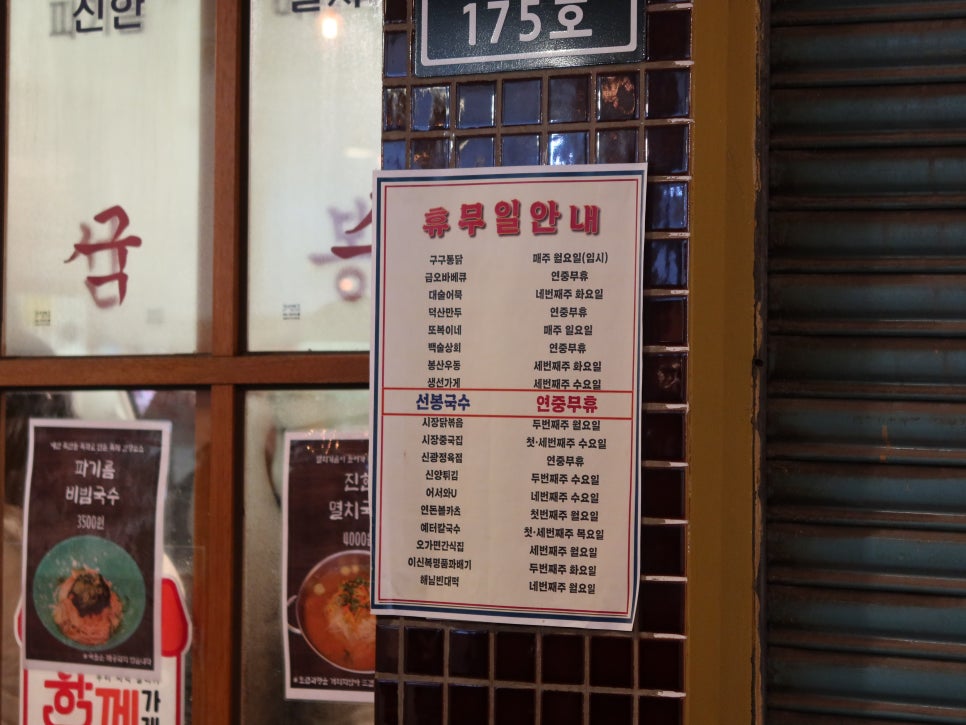 진한
175호
국
봉
휴무일안내
구구통닭 매주 월요일(임시)
급오바베큐 연중무휴
대술어묵 네번째주 화요일
덕산만두 연중무휴
또복이네 매주 일요일
백술상회 연중무휴
봉산우동 세번째주 화요일
생선가게 세번째주 수요일
선봉국수 연중무휴
시장닭볶음 두번째주 월요일
시장중국집 첫·세번째주 수요일
신광정육점 연중무휴
신양튀김 두번째주 수요일
어서와U 네번째주 수요일
연돈볼카츠 첫번째주 월요일
예터칼국수 첫·세번째주 목요일
오가면간식집 세번째주 월요일
이신복명품꽈배기 두번째주 화요일
해님빈대떡 네번째주 월요일
파기름
비빔국수
3500원
진한
멸치국
4000원
함께가